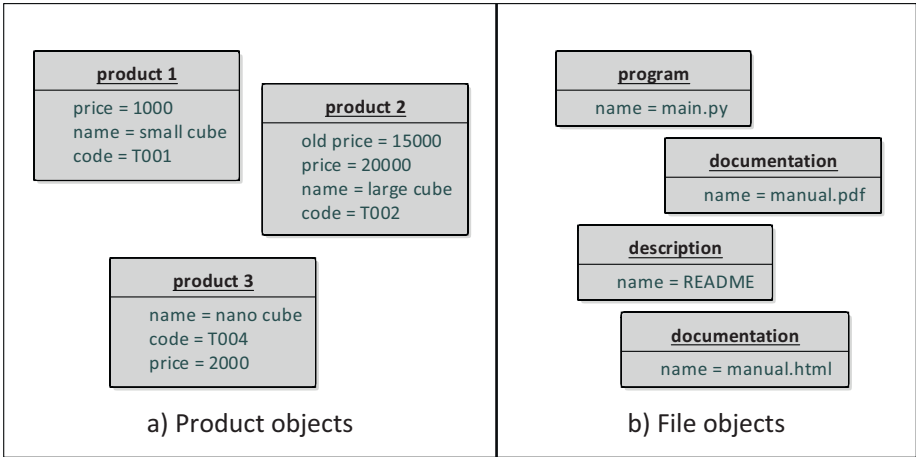 product 1
price = 1000
name = small cube
code = T001
product 2
old price = 15000
price = 20000
name = large cube
code = T002
product 3
name = nano cube
code = T004
price = 2000
a) Product objects
program
name = main.py
documentation
name = manual.pdf
description
name = README
documentation
name = manual.html
b) File objects